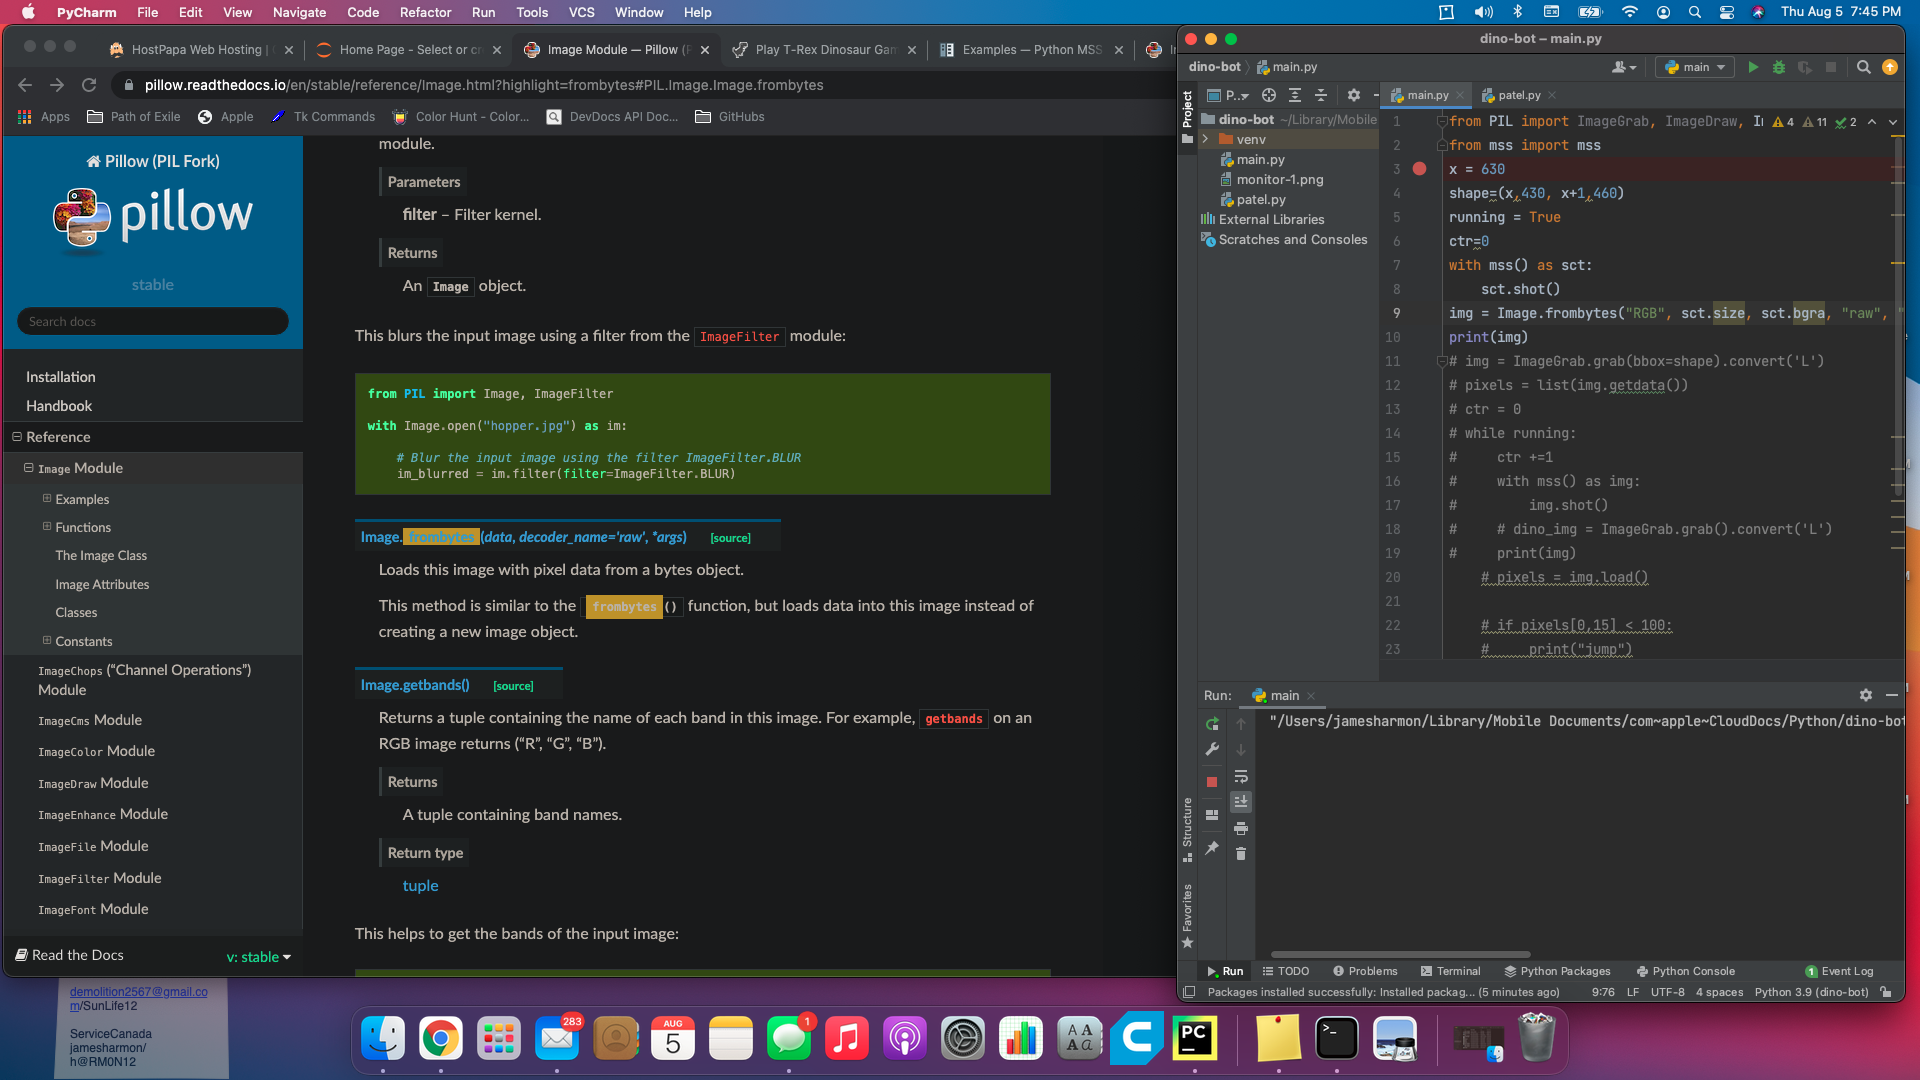 PyCharm File Edit View Navigate Code Refactor Run Tools VCS Window Help
Thu Aug 5 7:45 PM
HostPapa Web Hosting |
Home Page - Select or cr
Image Module — Pillow (P
Play T-Rex Dinosaur Gam
Examples — Python MSS
pillow.readthedocs.io/en/stable/reference/Image.html?highlight=frombytes#PIL.Image.Image.frombytes
Apps Path of Exile Apple Tk Commands Color Hunt - Color... DevDocs API Doc... GitHubs
Pillow (PIL Fork)
pillow
stable
Search docs
Installation
Handbook
Reference
Image Module
Examples
Functions
The Image Class
Image Attributes
Classes
Constants
ImageChops (“Channel Operations”)
Module
ImageCms Module
ImageColor Module
ImageDraw Module
ImageEnhance Module
ImageFile Module
ImageFilter Module
ImageFont Module
Read the Docs
v: stable
module.
Parameters
filter – Filter kernel.
Returns
An Image object.
This blurs the input image using a filter from the ImageFilter module:
from PIL import Image, ImageFilter
with Image.open("hopper.jpg") as im:
# Blur the input image using the filter ImageFilter.BLUR
im_blurred = im.filter(filter=ImageFilter.BLUR)
Image.frombytes(data, decoder_name='raw', *args) [source]
Loads this image with pixel data from a bytes object.
This method is similar to the frombytes() function, but loads data into this image instead of
creating a new image object.
Image.getbands() [source]
Returns a tuple containing the name of each band in this image. For example, getbands on an
RGB image returns (“R”, “G”, “B”).
Returns
A tuple containing band names.
Return type
tuple
This helps to get the bands of the input image:
dino-bot – main.py
dino-bot main.py
main
P..
main.py
patel.py
Project
dino-bot ~/Library/Mobile
venv
main.py
monitor-1.png
patel.py
External Libraries
Scratches and Consoles
4 11 2
1 from PIL import ImageGrab, ImageDraw, I
2 from mss import mss
3 x = 630
4 shape=(x,430, x+1,460)
5 running = True
6 ctr=0
7 with mss() as sct:
8 sct.shot()
9 img = Image.frombytes("RGB", sct.size, sct.bgra, "raw", "
10 print(img)
11 # img = ImageGrab.grab(bbox=shape).convert('L')
12 # pixels = list(img.getdata())
13 # ctr = 0
14 # while running:
15 # ctr +=1
16 # with mss() as img:
17 # img.shot()
18 # # dino_img = ImageGrab.grab().convert('L')
19 # print(img)
20 # pixels = img.load()
21
22 # if pixels[0,15] < 100:
23 # print("jump")
Run: main
"/Users/jamesharmon/Library/Mobile Documents/com~apple~CloudDocs/Python/dino-bot
Structure
Favorites
Run TODO Problems Terminal Python Packages Python Console 1 Event Log
Packages installed successfully: Installed packag... (5 minutes ago) 9:76 LF UTF-8 4 spaces Python 3.9 (dino-bot)
demolition2567@gmail.co
m/SunLife12
ServiceCanada
jamesharmon/
h@RM0N12
283
AUG
5
1
PC